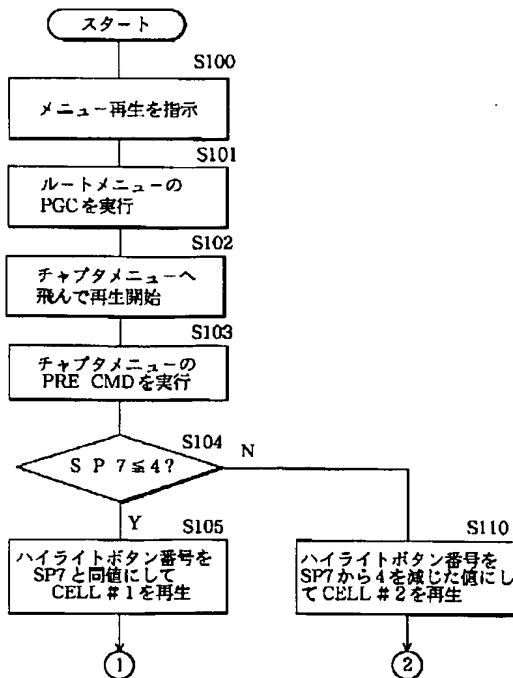 スタート
S100
メニュー再生を指示
S101
ルートメニューの
PGCを実行
S102
チャプタメニューへ
飛んで再生開始
S103
チャプタメニューの
PRE CMDを実行
S104
SP7≦4?
N
Y
S105
ハイライトボタン番号を
SP7と同値にして
CELL #1を再生
S110
ハイライトボタン番号を
SP7から4を減じた値にし
てCELL #2を再生
1
2